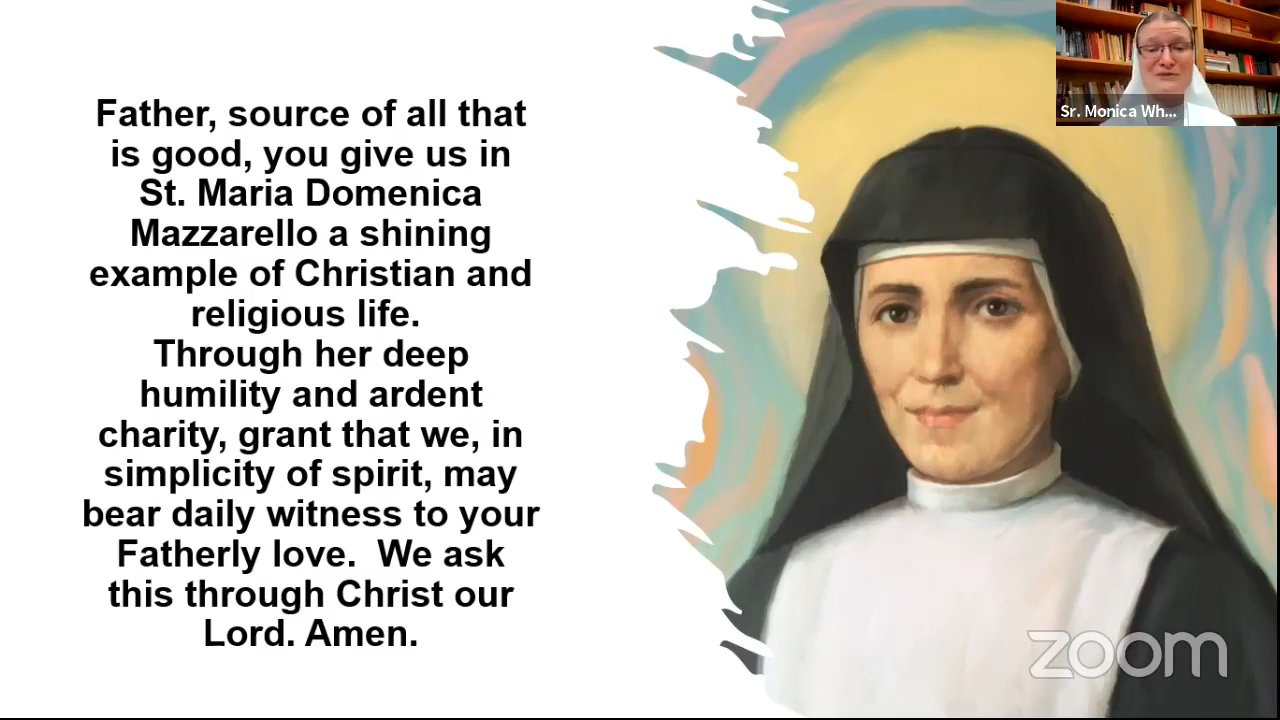 Father, source of all that
is good, you give us in
St. Maria Domenica
Mazzarello a shining
example of Christian and
religious life.
Through her deep
humility and ardent
charity, grant that we, in
simplicity of spirit, may
bear daily witness to your
Fatherly love.  We ask
this through Christ our
Lord. Amen.
Sr. Monica Wh...
zoom